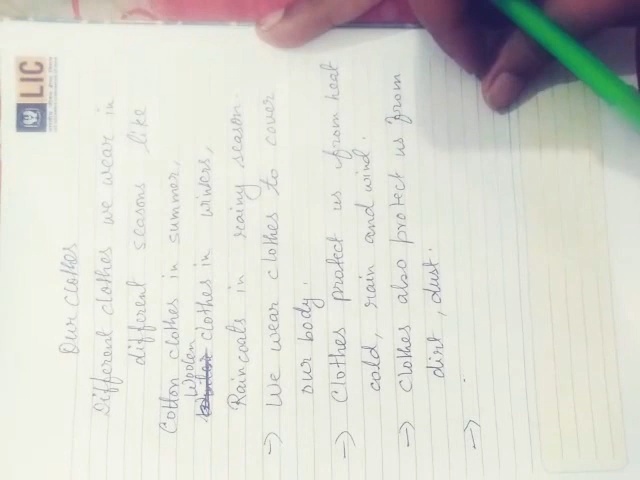 LIC
Our Clothes
Different clothes we wear in
different seasons like
Cotton clothes in summer,
Woolen
clothes in winters,
Raincoats in rainy season.
→ We wear clothes to cover
our body.
→ Clothes protect us from heat
cold, rain and wind.
→ Clothes also protect us from
dirt, dust.
→ .